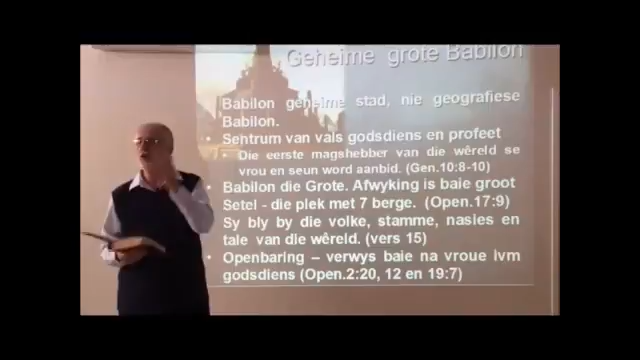 Geheime grote Babilon
Babilon geheime stad, nie geografiese
Babilon.
Sentrum van vals godsdiens en profeet
Die eerste magshebber van die wêreld se
vrou en seun word aanbid. (Gen.10:8-10)
• Babilon die Grote. Afwyking is baie groot
Setel - die plek met 7 berge. (Open.17:9)
Sy bly by die volke, stamme, nasies en
tale van die wêreld. (vers 15)
• Openbaring – verwys baie na vroue ivm
godsdiens (Open.2:20, 12 en 19:7)